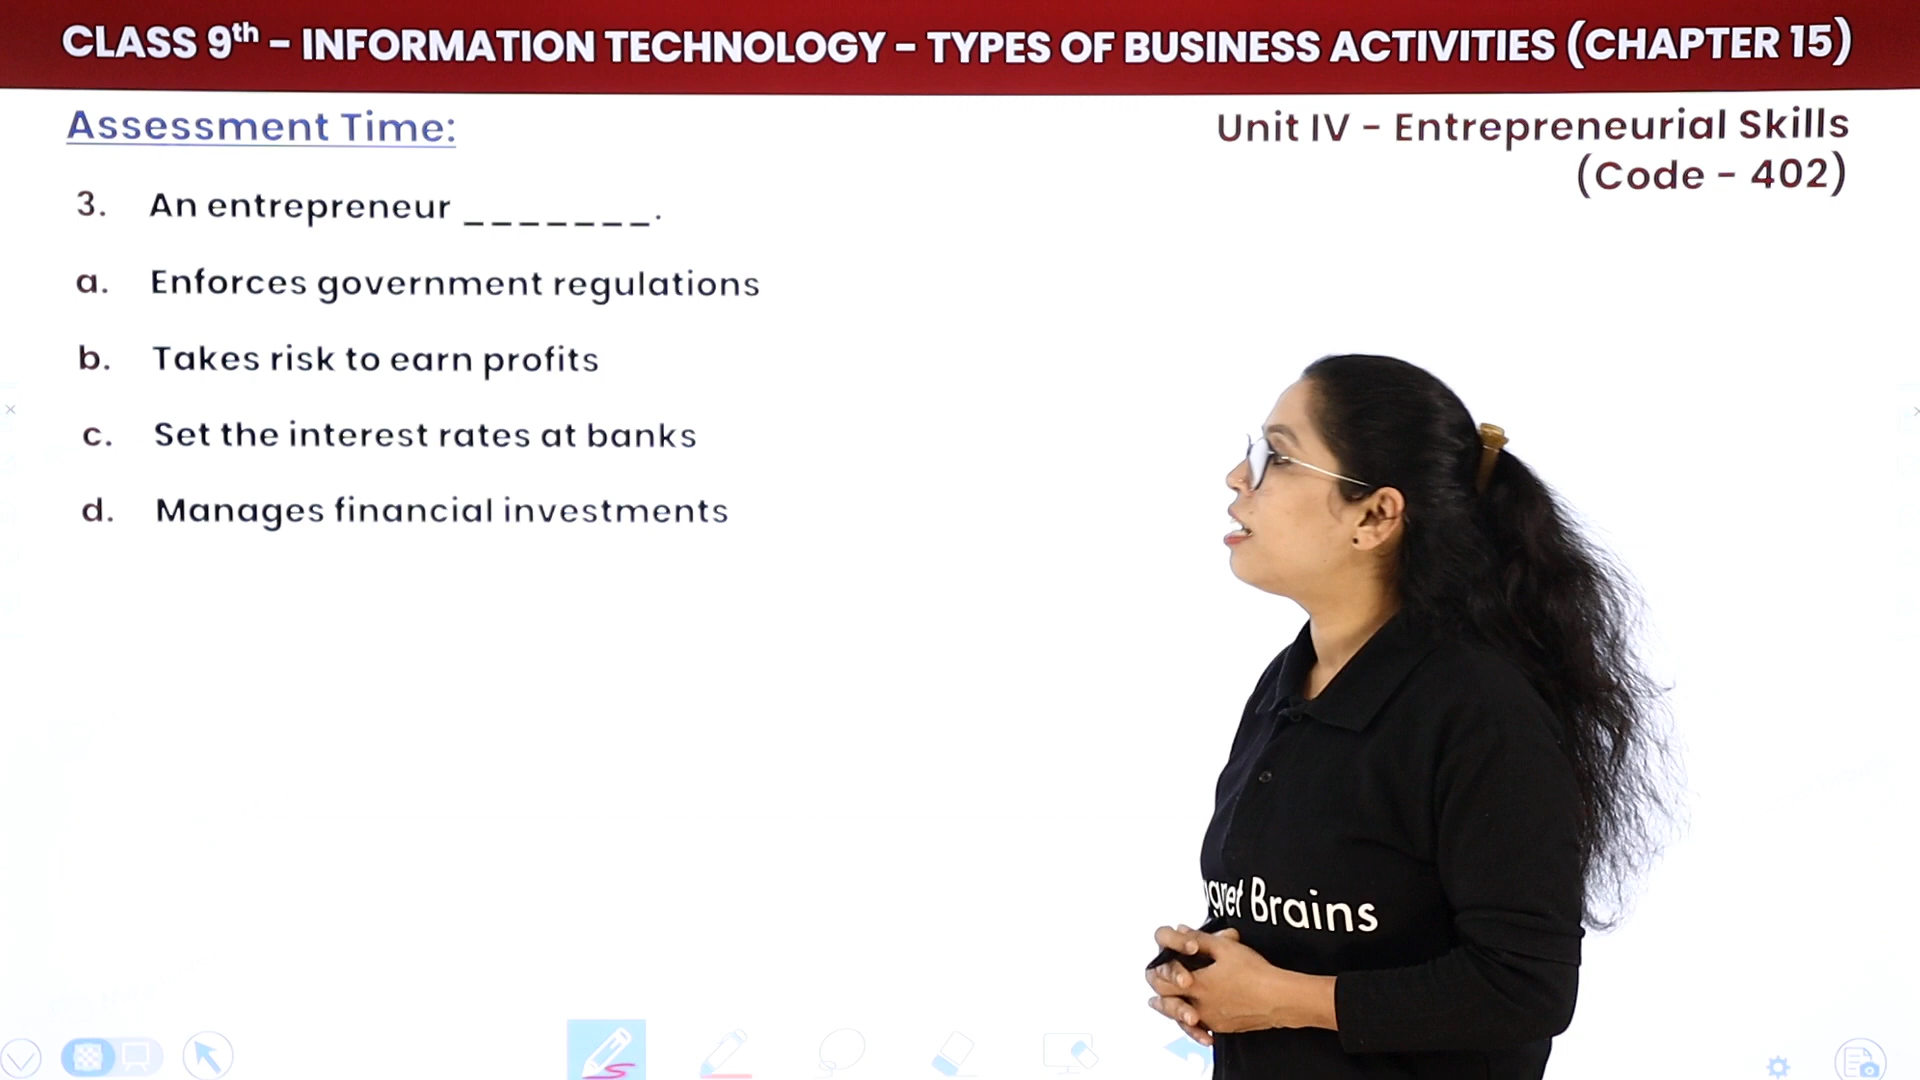 CLASS 9th - INFORMATION TECHNOLOGY - TYPES OF BUSINESS ACTIVITIES (CHAPTER 15)
Assessment Time:
Unit IV - Entrepreneurial Skills
(Code - 402)
3. An entrepreneur _______.
a. Enforces government regulations
b. Takes risk to earn profits
c. Set the interest rates at banks
d. Manages financial investments
Brains